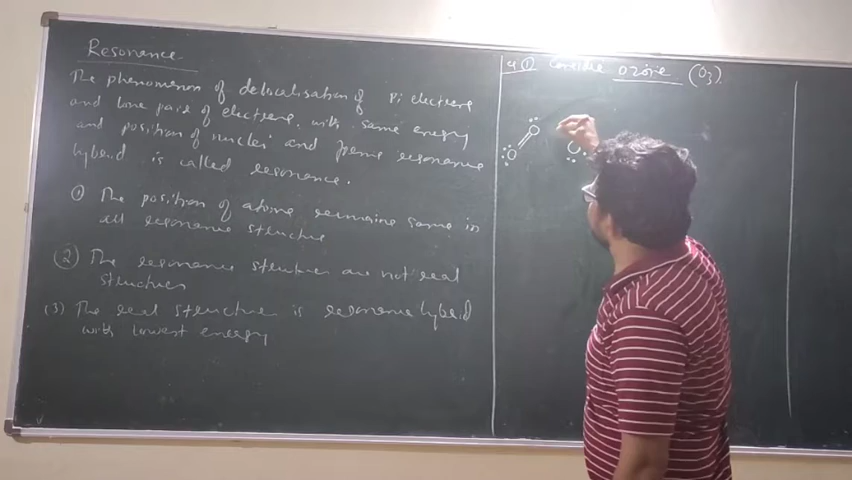 Resonance
The phenomenon of delocalisation of Pi electrons
and lone pair of electrons with same energy
and position of nuclei and forms resonance
hybrid is called resonance.
① The position of atoms remains same in
all resonance structure
② The resonance structures are not real
structures
(3) The real structure is resonance hybrid
with lowest energy
① Consider ozone (O3).
O O
O